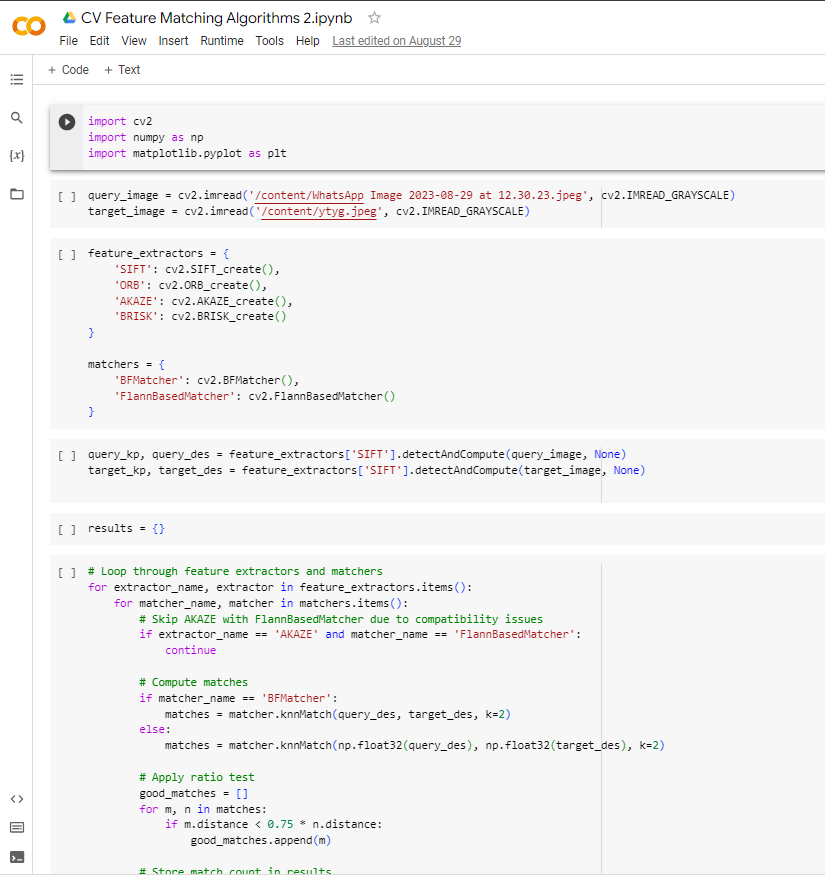 CV Feature Matching Algorithms 2.ipynb
File Edit View Insert Runtime Tools Help Last edited on August 29
+ Code + Text
import cv2
import numpy as np
import matplotlib.pyplot as plt
[ ] query_image = cv2.imread('/content/WhatsApp Image 2023-08-29 at 12.30.23.jpeg', cv2.IMREAD_GRAYSCALE)
target_image = cv2.imread('/content/ytyg.jpeg', cv2.IMREAD_GRAYSCALE)
[ ] feature_extractors = {
    'SIFT': cv2.SIFT_create(),
    'ORB': cv2.ORB_create(),
    'AKAZE': cv2.AKAZE_create(),
    'BRISK': cv2.BRISK_create()
}
matchers = {
    'BFMatcher': cv2.BFMatcher(),
    'FlannBasedMatcher': cv2.FlannBasedMatcher()
}
[ ] query_kp, query_des = feature_extractors['SIFT'].detectAndCompute(query_image, None)
target_kp, target_des = feature_extractors['SIFT'].detectAndCompute(target_image, None)
[ ] results = {}
[ ] # Loop through feature extractors and matchers
for extractor_name, extractor in feature_extractors.items():
    for matcher_name, matcher in matchers.items():
        # Skip AKAZE with FlannBasedMatcher due to compatibility issues
        if extractor_name == 'AKAZE' and matcher_name == 'FlannBasedMatcher':
            continue
        # Compute matches
        if matcher_name == 'BFMatcher':
            matches = matcher.knnMatch(query_des, target_des, k=2)
        else:
            matches = matcher.knnMatch(np.float32(query_des), np.float32(target_des), k=2)
        # Apply ratio test
        good_matches = []
        for m, n in matches:
            if m.distance < 0.75 * n.distance:
                good_matches.append(m)
        # Store match count in results